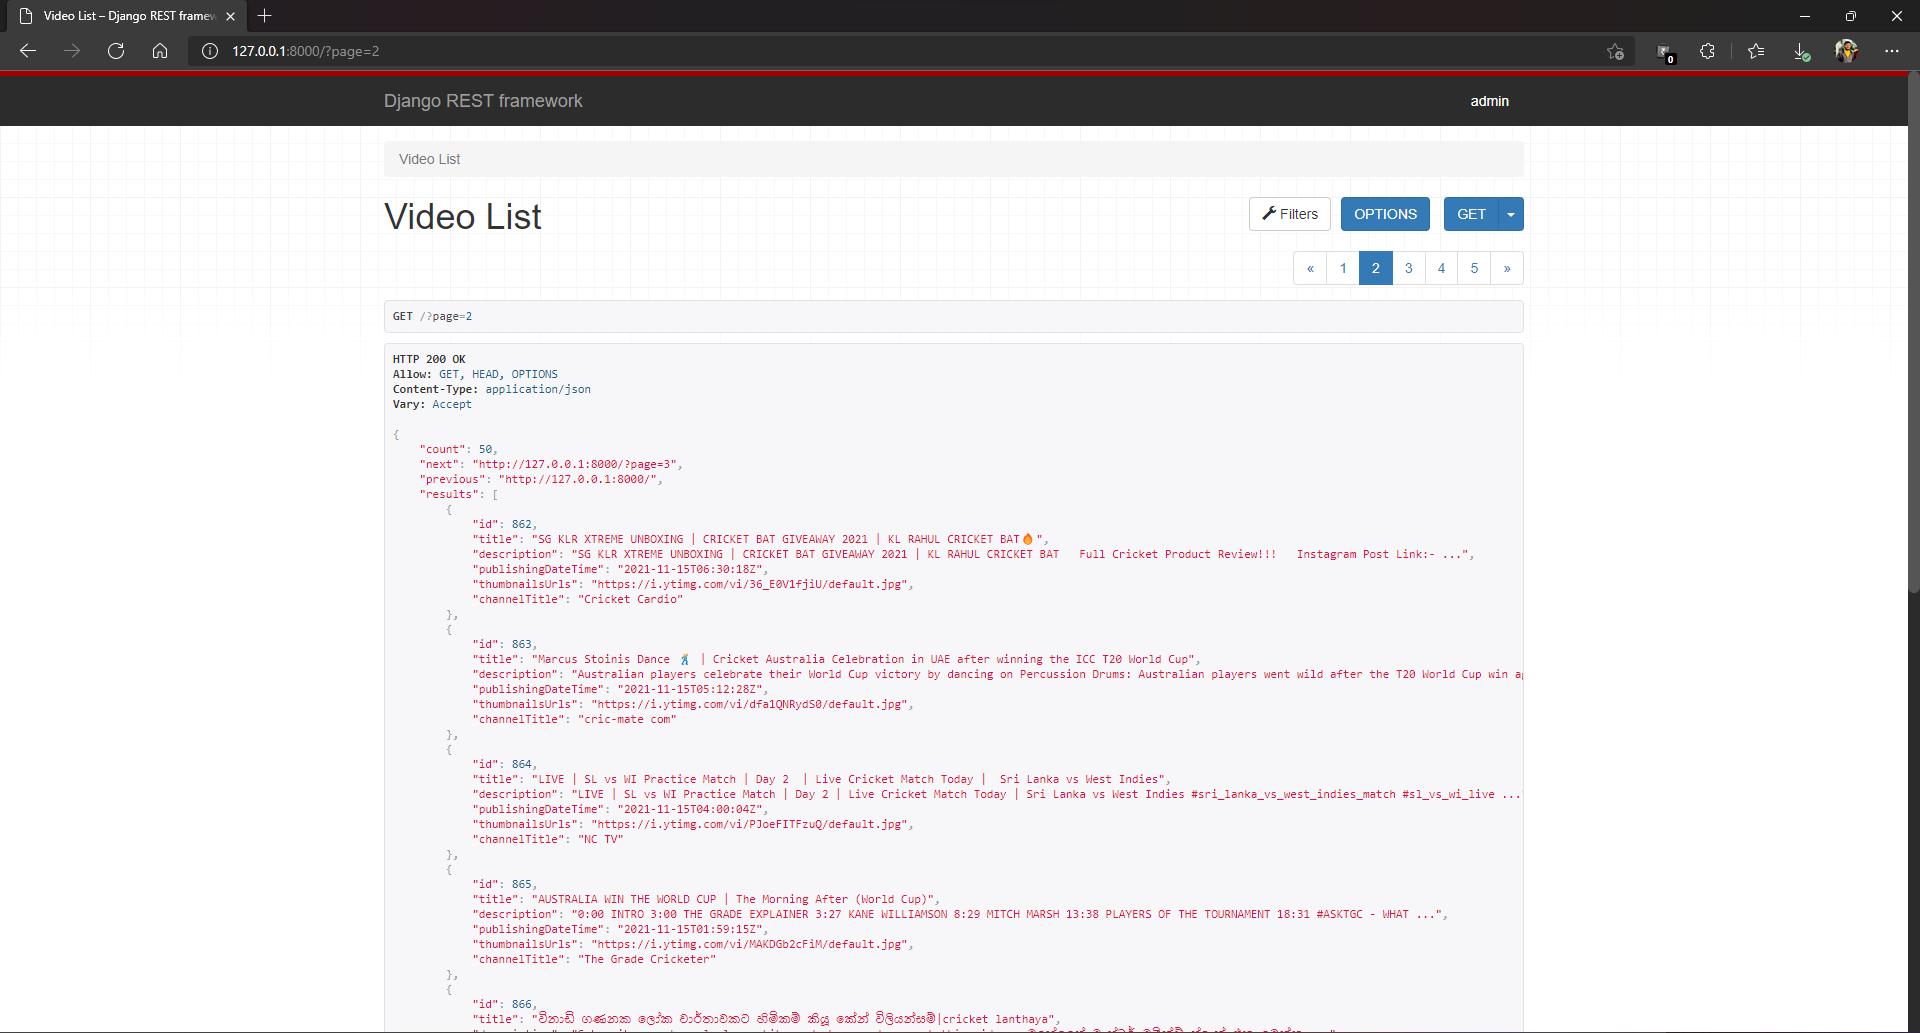 Video List – Django REST framew
127.0.0.1:8000/?page=2
0
Django REST framework
admin
Video List
Video List
Filters
OPTIONS
GET
« 1 2 3 4 5 »
GET /?page=2
HTTP 200 OK
Allow: GET, HEAD, OPTIONS
Content-Type: application/json
Vary: Accept
{
"count": 50,
"next": "http://127.0.0.1:8000/?page=3",
"previous": "http://127.0.0.1:8000/",
"results": [
{
"id": 862,
"title": "SG KLR XTREME UNBOXING | CRICKET BAT GIVEAWAY 2021 | KL RAHUL CRICKET BAT🔥",
"description": "SG KLR XTREME UNBOXING | CRICKET BAT GIVEAWAY 2021 | KL RAHUL CRICKET BAT Full Cricket Product Review!!! Instagram Post Link:- ...",
"publishingDateTime": "2021-11-15T06:30:18Z",
"thumbnailsUrls": "https://i.ytimg.com/vi/36_E0V1fjiU/default.jpg",
"channelTitle": "Cricket Cardio"
},
{
"id": 863,
"title": "Marcus Stoinis Dance 🕺 | Cricket Australia Celebration in UAE after winning the ICC T20 World Cup",
"description": "Australian players celebrate their World Cup victory by dancing on Percussion Drums: Australian players went wild after the T20 World Cup win
"publishingDateTime": "2021-11-15T05:12:28Z",
"thumbnailsUrls": "https://i.ytimg.com/vi/dfa1QNRydS0/default.jpg",
"channelTitle": "cric-mate com"
},
{
"id": 864,
"title": "LIVE | SL vs WI Practice Match | Day 2 | Live Cricket Match Today | Sri Lanka vs West Indies",
"description": "LIVE | SL vs WI Practice Match | Day 2 | Live Cricket Match Today | Sri Lanka vs West Indies #sri_lanka_vs_west_indies_match #sl_vs_wi_live ..."
"publishingDateTime": "2021-11-15T04:00:04Z",
"thumbnailsUrls": "https://i.ytimg.com/vi/PJoeFITFzuQ/default.jpg",
"channelTitle": "NC TV"
},
{
"id": 865,
"title": "AUSTRALIA WIN THE WORLD CUP | The Morning After (World Cup)",
"description": "0:00 INTRO 3:00 THE GRADE EXPLAINER 3:27 KANE WILLIAMSON 8:29 MITCH MARSH 13:38 PLAYERS OF THE TOURNAMENT 18:31 #ASKTGC - WHAT ...",
"publishingDateTime": "2021-11-15T01:59:15Z",
"thumbnailsUrls": "https://i.ytimg.com/vi/MAKDGb2cFiM/default.jpg",
"channelTitle": "The Grade Cricketer"
},
{
"id": 866,
"title": "විනාඩි ගණනක ලෝක වාර්තාවකට හිමිකම් කියූ කේන් විලියන්සම්|cricket lanthaya",